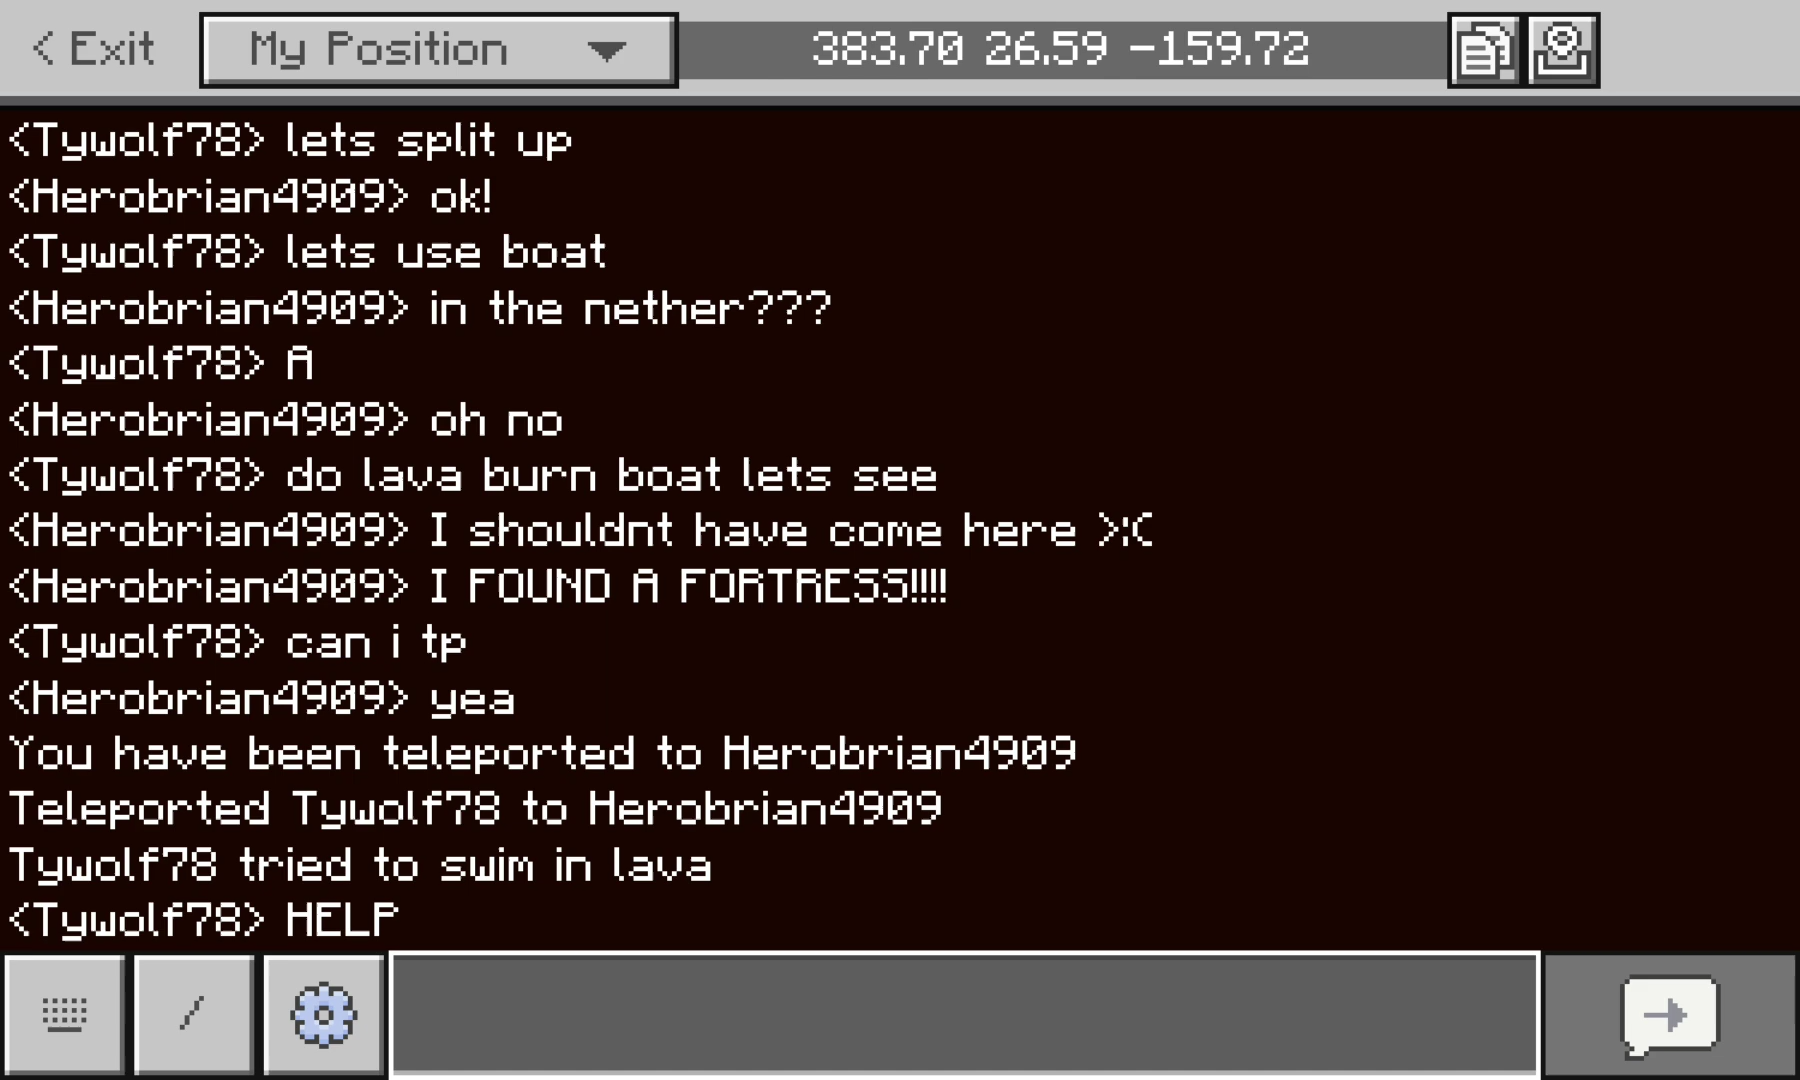 < Exit
My Position
383.70 26.59 -159.72
<Tywolf78> lets split up
<Herobrian4909> ok!
<Tywolf78> lets use boat
<Herobrian4909> in the nether???
<Tywolf78> A
<Herobrian4909> oh no
<Tywolf78> do lava burn boat lets see
<Herobrian4909> I shouldnt have come here >:(
<Herobrian4909> I FOUND A FORTRESS!!!!
<Tywolf78> can i tp
<Herobrian4909> yea
You have been teleported to Herobrian4909
Teleported Tywolf78 to Herobrian4909
Tywolf78 tried to swim in lava
<Tywolf78> HELP
/